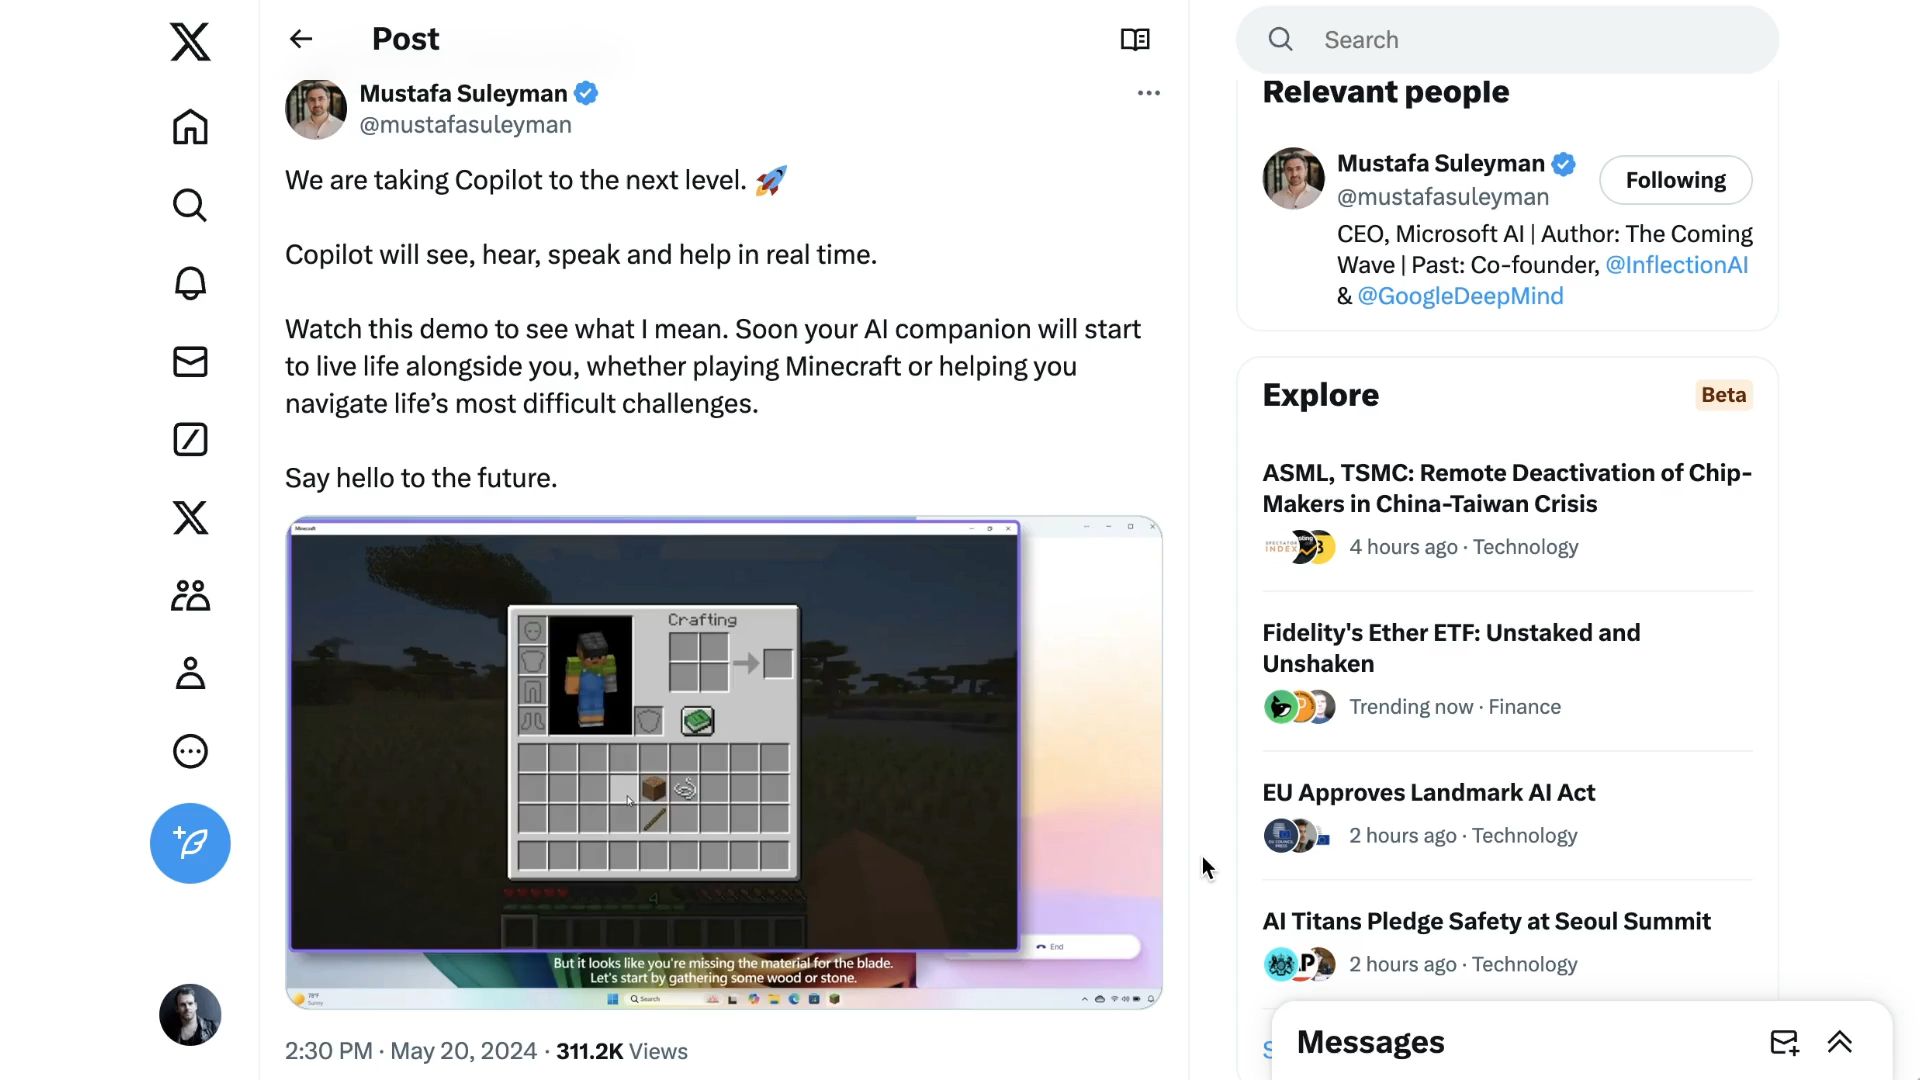 Post
Search
Mustafa Suleyman
@mustafasuleyman
We are taking Copilot to the next level. 🚀
Copilot will see, hear, speak and help in real time.
Watch this demo to see what I mean. Soon your AI companion will start
to live life alongside you, whether playing Minecraft or helping you
navigate life’s most difficult challenges.
Say hello to the future.
Minecraft
Crafting
4
End
But it looks like you're missing the material for the blade.
Let's start by gathering some wood or stone.
78°F
Sunny
Search
2:30 PM · May 20, 2024 · 311.2K Views
Relevant people
Mustafa Suleyman
@mustafasuleyman
Following
CEO, Microsoft AI | Author: The Coming
Wave | Past: Co-founder, @InflectionAI
& @GoogleDeepMind
Explore
Beta
ASML, TSMC: Remote Deactivation of Chip-
Makers in China-Taiwan Crisis
4 hours ago · Technology
Fidelity's Ether ETF: Unstaked and
Unshaken
Trending now · Finance
EU Approves Landmark AI Act
2 hours ago · Technology
AI Titans Pledge Safety at Seoul Summit
2 hours ago · Technology
Messages